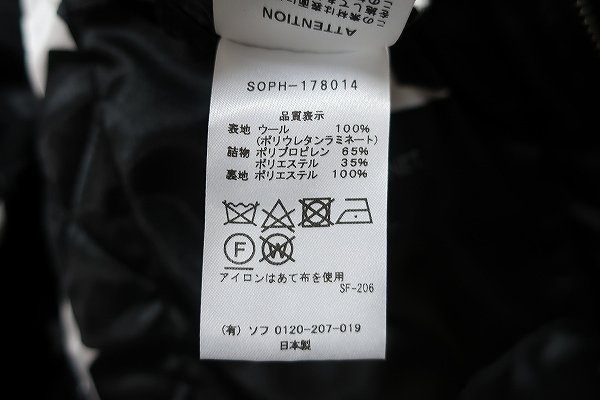 ATTENTION
SOPH-178014
品質表示
表地 ウール 100%
(ポリウレタンラミネート)
詰物 ポリプロピレン 65%
ポリエステル 35%
裏地 ポリエステル 100%
F W
アイロンはあて布を使用
SF-206
(有) ソフ 0120-207-019
日本製